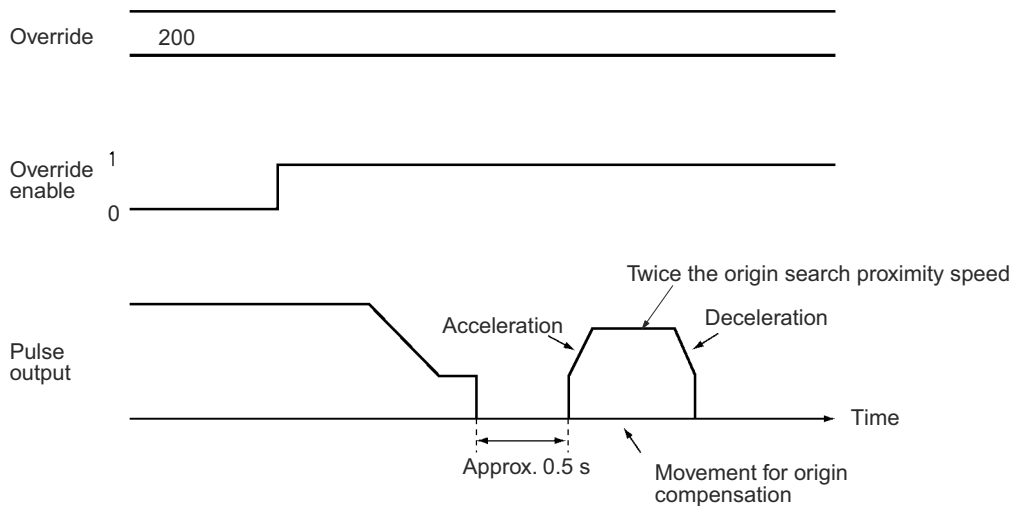 Override
200
Override
enable
1
0
Twice the origin search proximity speed
Acceleration
Deceleration
Pulse
output
Time
Approx. 0.5 s
Movement for origin
compensation